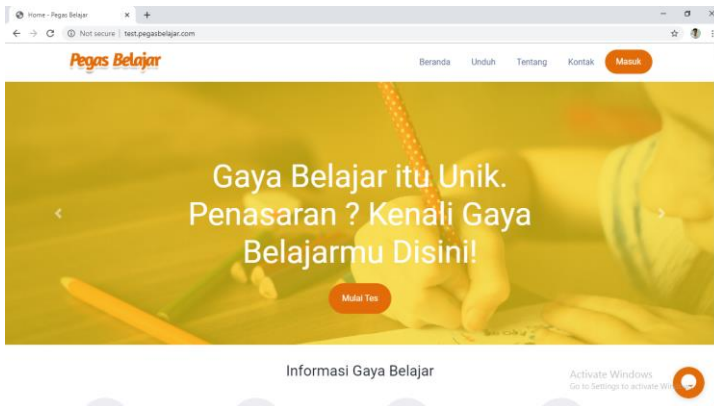 Home - Pegas Belajar
Not secure | test.pegasbelajar.com
Pegas Belajar
Beranda Unduh Tentang Kontak Masuk
Gaya Belajar itu Unik.
Penasaran ? Kenali Gaya
Belajarmu Disini!
Mulai Tes
Informasi Gaya Belajar
Activate Windows
Go to Settings to activate Win